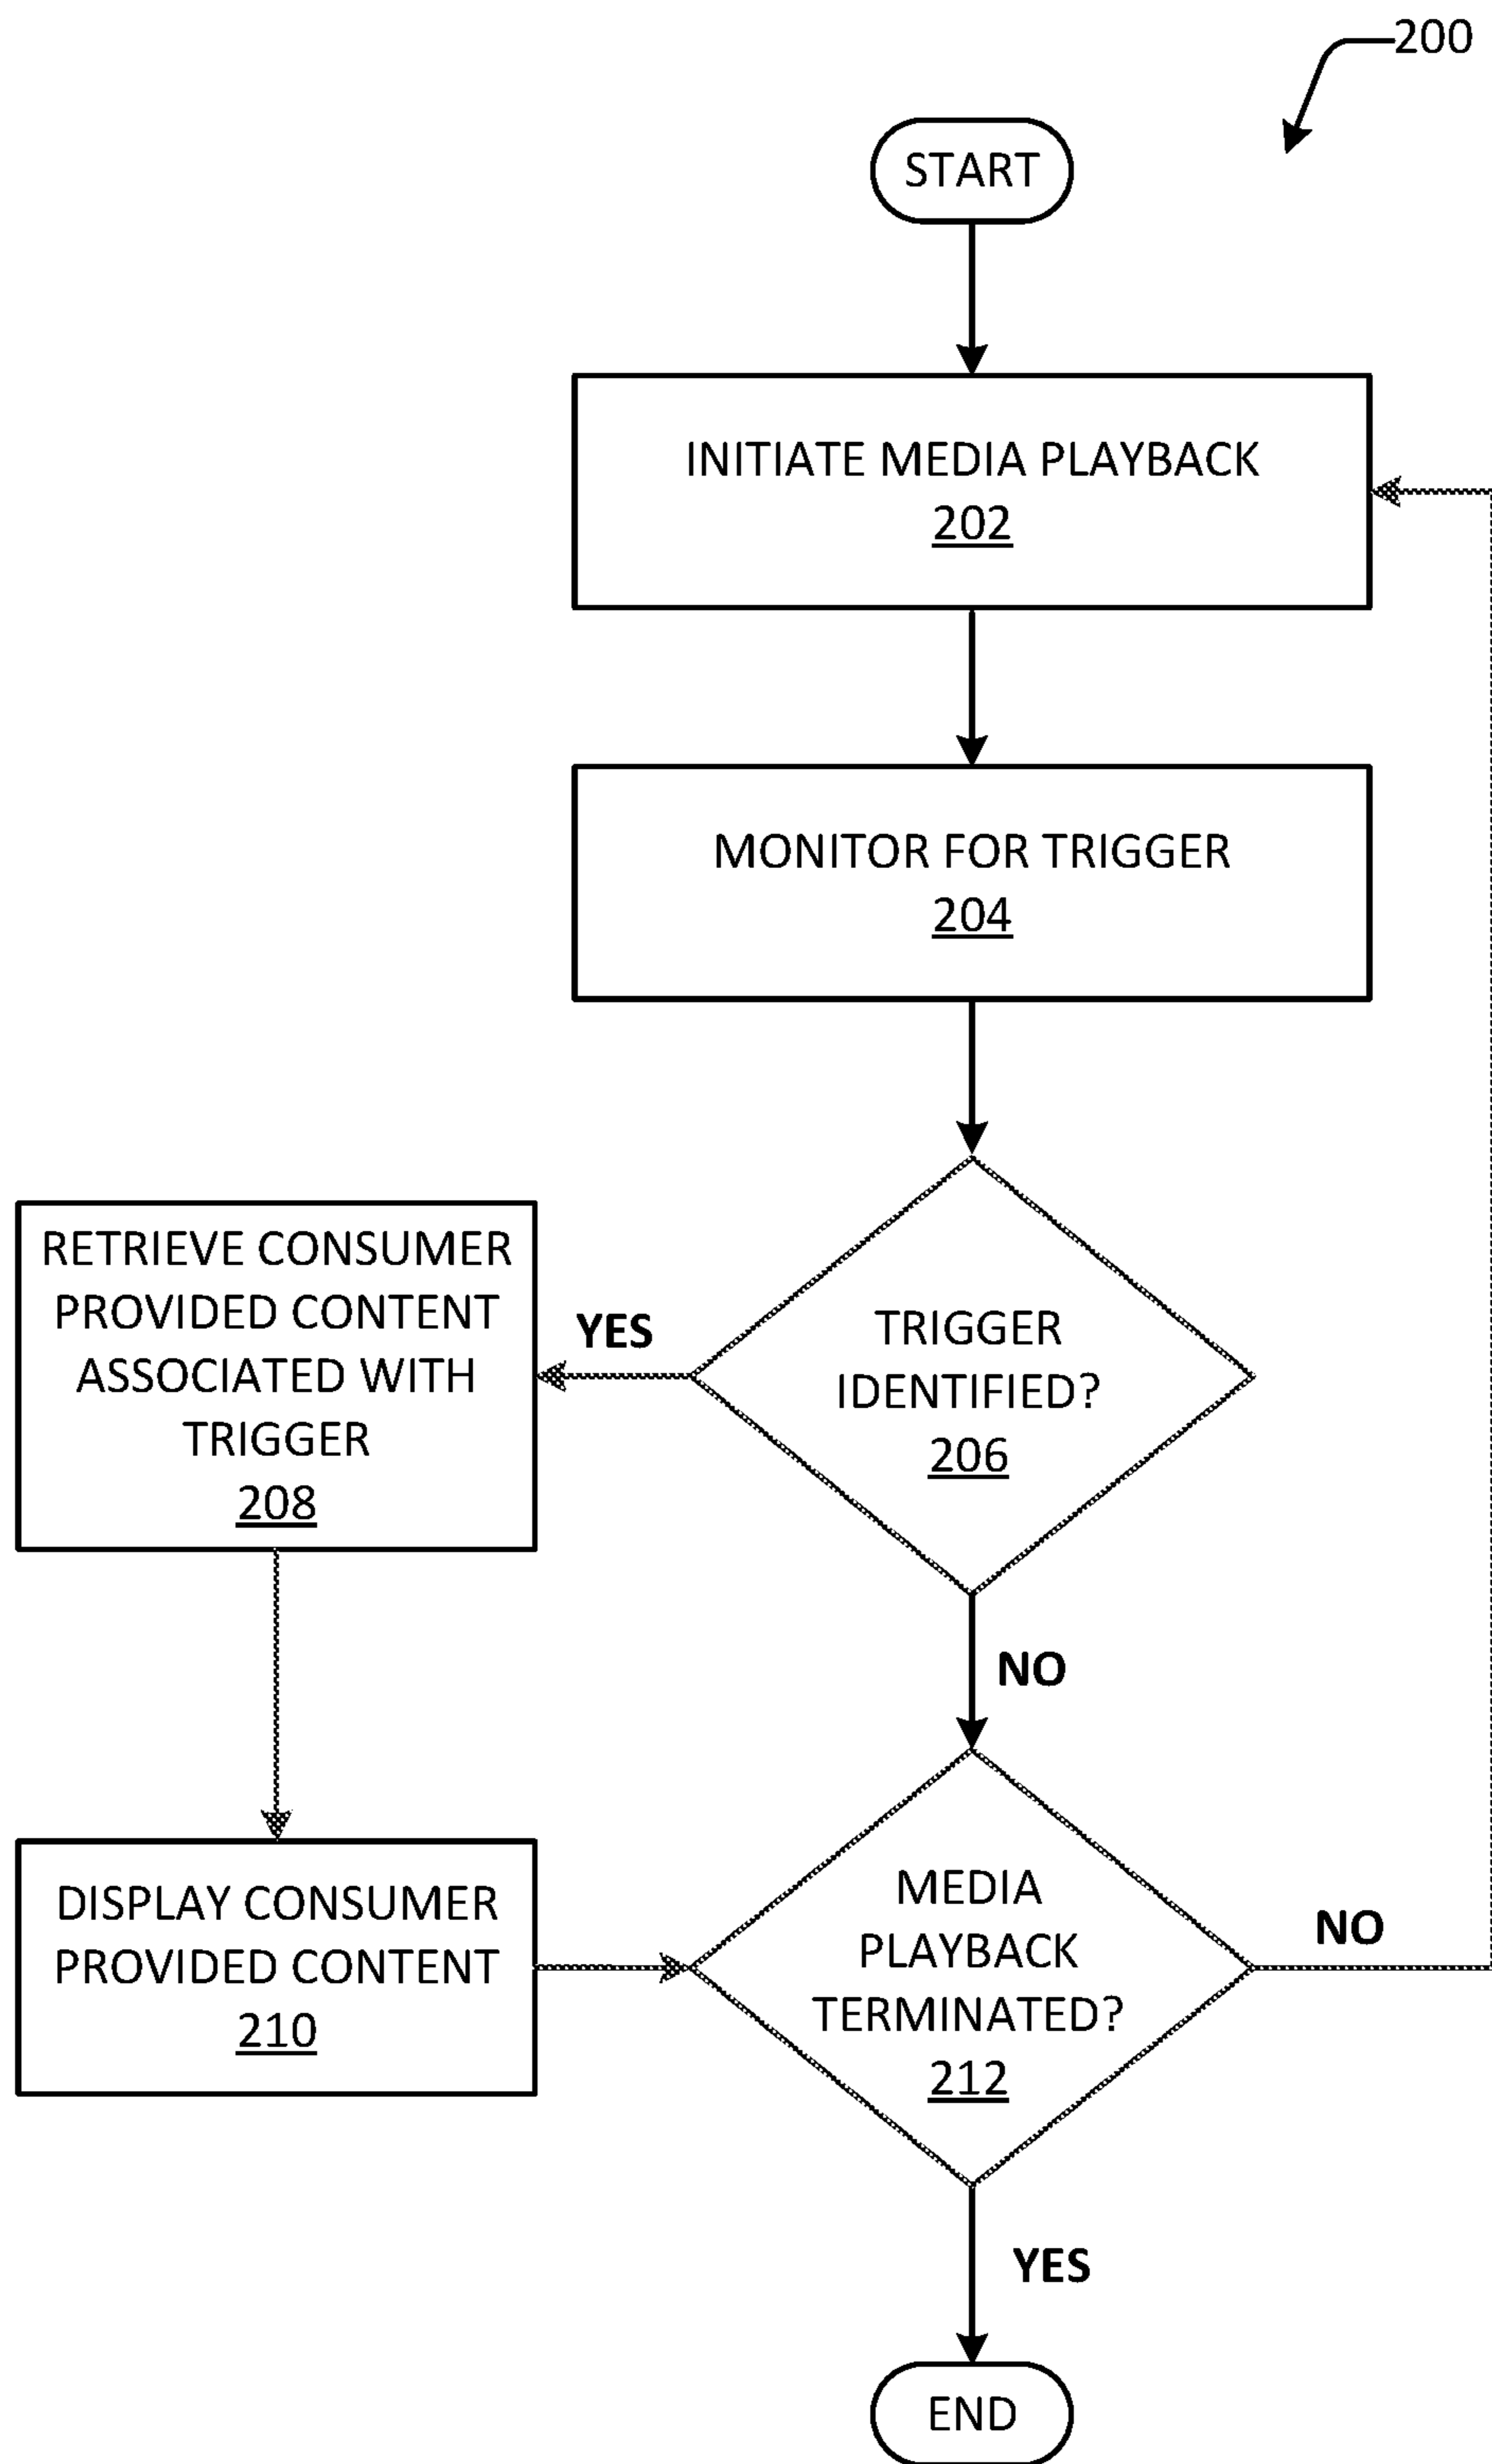 200
START
INITIATE MEDIA PLAYBACK
202
MONITOR FOR TRIGGER
204
TRIGGER
IDENTIFIED?
206
YES
RETRIEVE CONSUMER
PROVIDED CONTENT
ASSOCIATED WITH
TRIGGER
208
NO
DISPLAY CONSUMER
PROVIDED CONTENT
210
MEDIA
PLAYBACK
TERMINATED?
212
NO
YES
END